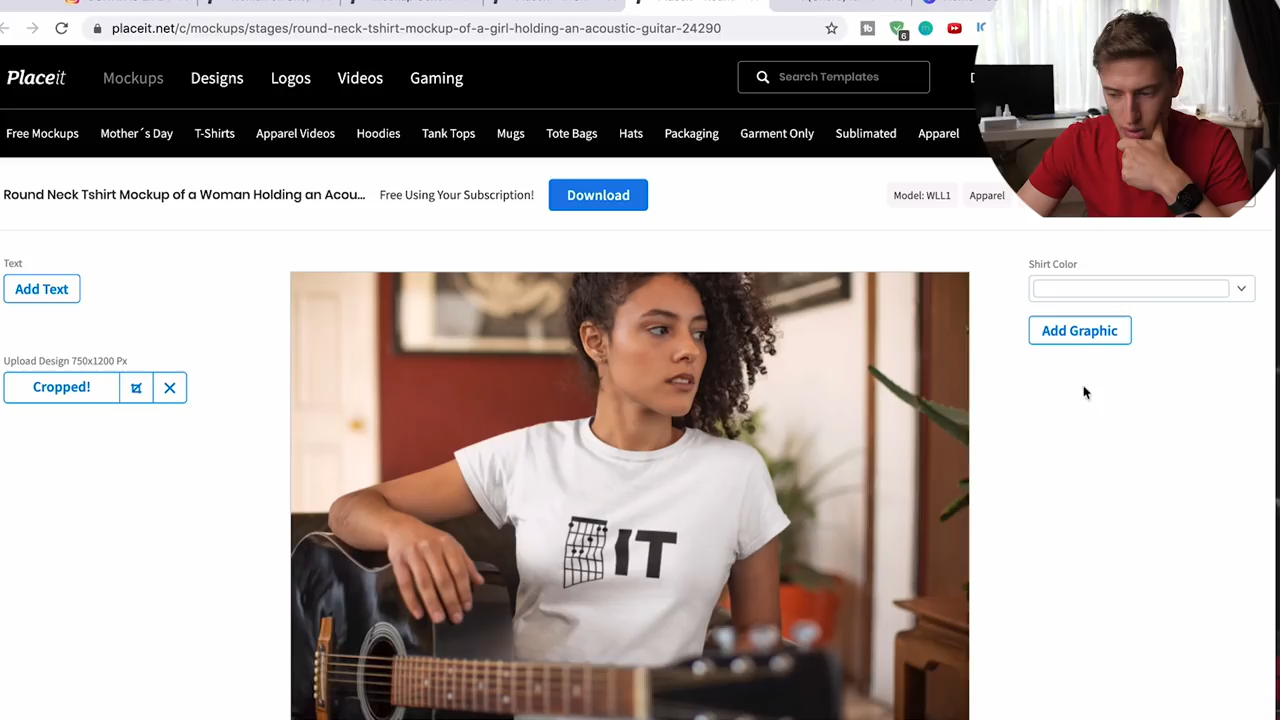 placeit.net/c/mockups/stages/round-neck-tshirt-mockup-of-a-girl-holding-an-acoustic-guitar-24290
6
Placeit
Mockups
Designs
Logos
Videos
Gaming
Search Templates
Free Mockups
Mother´s Day
T-Shirts
Apparel Videos
Hoodies
Tank Tops
Mugs
Tote Bags
Hats
Packaging
Garment Only
Sublimated
Apparel
Round Neck Tshirt Mockup of a Woman Holding an Acou...
Free Using Your Subscription!
Download
Model: WLL1
Apparel
Text
Add Text
Shirt Color
Add Graphic
Upload Design 750x1200 Px
Cropped!
IT